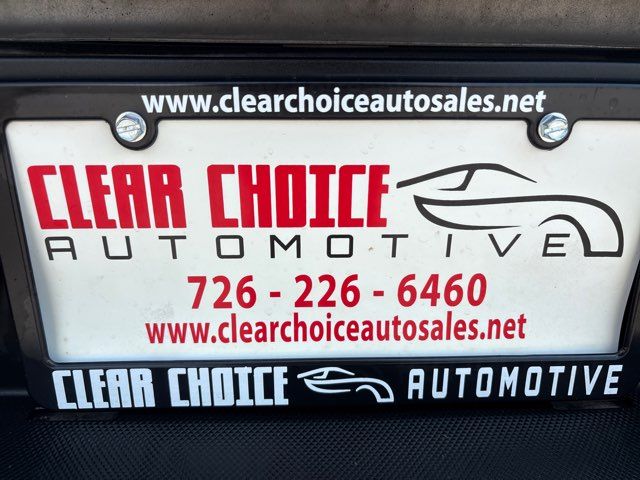 www.clearchoiceautosales.net
CLEAR CHOICE
AUTOMOTIVE
726 - 226 - 6460
www.clearchoiceautosales.net
CLEAR CHOICE AUTOMOTIVE